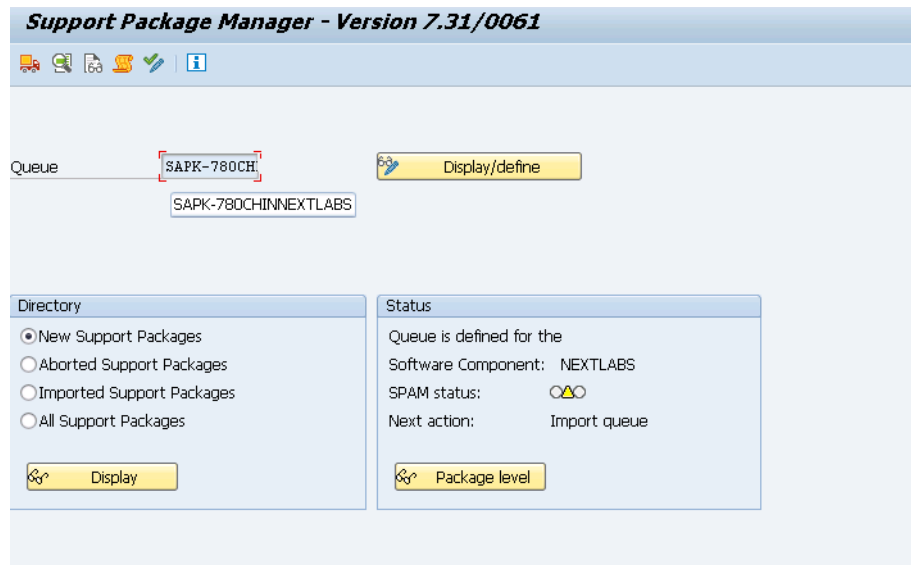 Support Package Manager - Version 7.31/0061
Queue
SAPK-780CH
Display/define
SAPK-780CHINNEXTLABS
Directory
New Support Packages
Aborted Support Packages
Imported Support Packages
All Support Packages
Display
Status
Queue is defined for the
Software Component: NEXTLABS
SPAM status:
Next action: Import queue
Package level